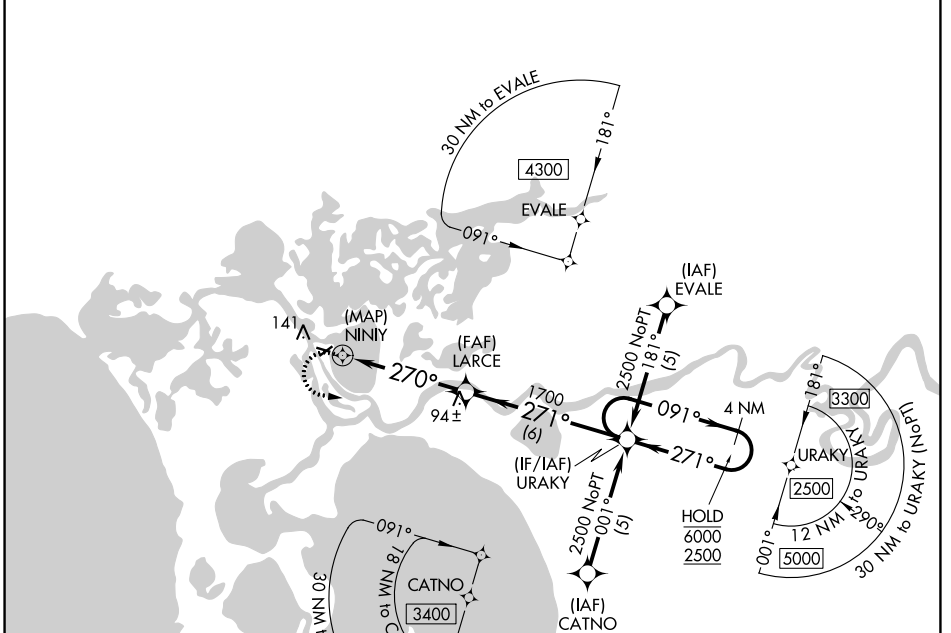 30 NM to EVALE
181°
4300
EVALE
091°
(IAF)
EVALE
141
(MAP)
NINIY
(FAF)
LARCE
2500 NoPT
181°
(5)
270°
94±
1700
271°
(6)
091°
4 NM
271°
(IF/IAF)
URAKY
181°
3300
URAKY
2500
12 NM to URAKY
290°
30 NM to URAKY (NoPT)
001°
5000
HOLD
6000
2500
2500 NoPT
001°
(5)
(IAF)
CATNO
091°
CATNO
3400
18 NM to C
30 NM t